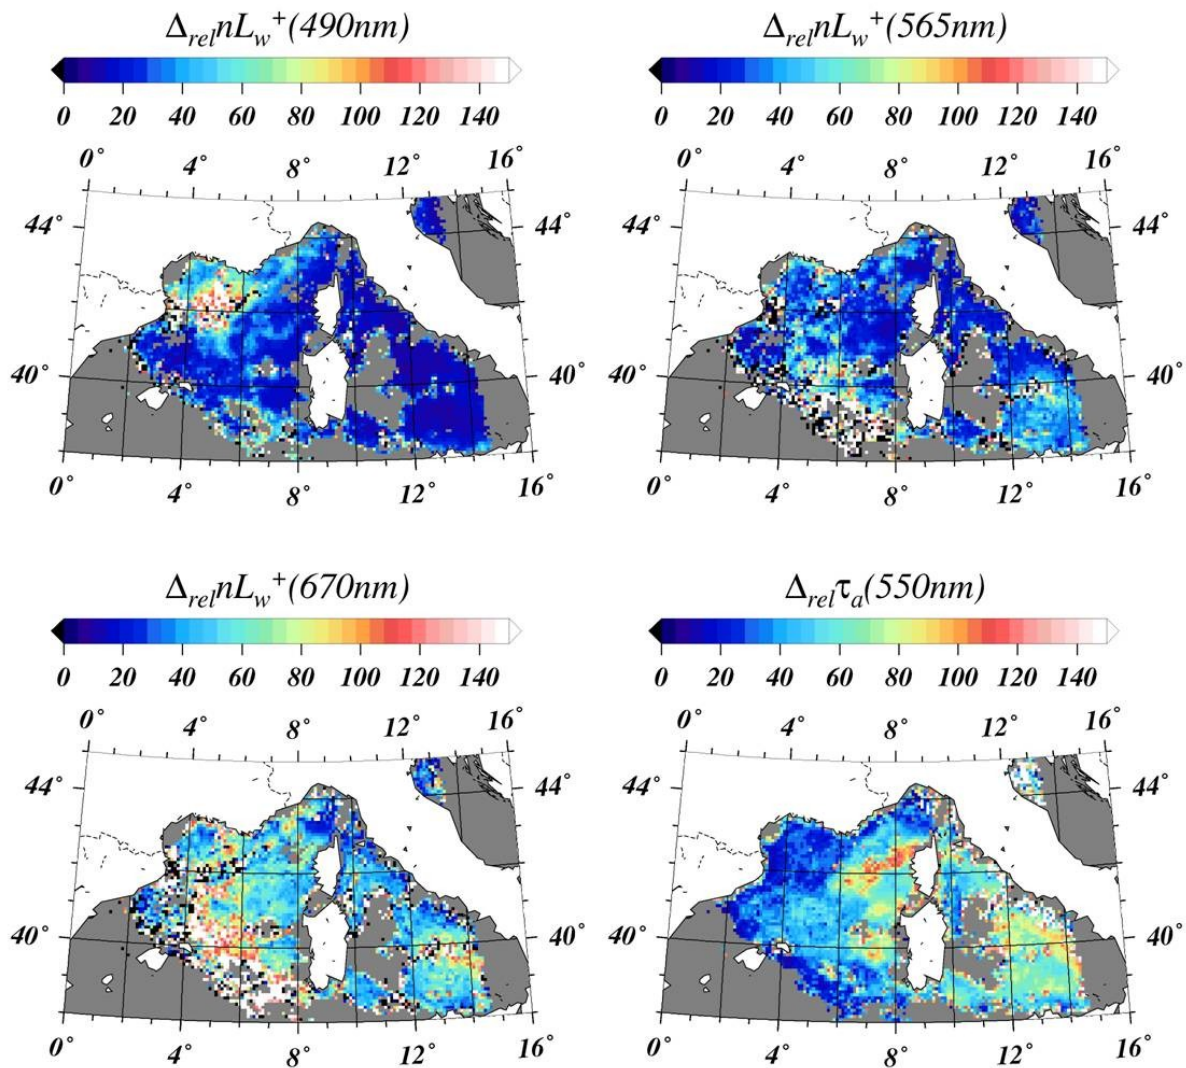 Δ_rel nL_w^+(490nm)
0 20 40 60 80 100 120 140
0° 4° 8° 12° 16°
44°
40°
0° 4° 8° 12° 16°
Δ_rel nL_w^+(565nm)
0 20 40 60 80 100 120 140
0° 4° 8° 12° 16°
44° 44°
40° 40°
0° 4° 8° 12° 16°
Δ_rel nL_w^+(670nm)
0 20 40 60 80 100 120 140
0° 4° 8° 12° 16°
44° 44°
40° 40°
0° 4° 8° 12° 16°
Δ_rel τ_a(550nm)
0 20 40 60 80 100 120 140
0° 4° 8° 12° 16°
44° 44°
40° 40°
0° 4° 8° 12° 16°